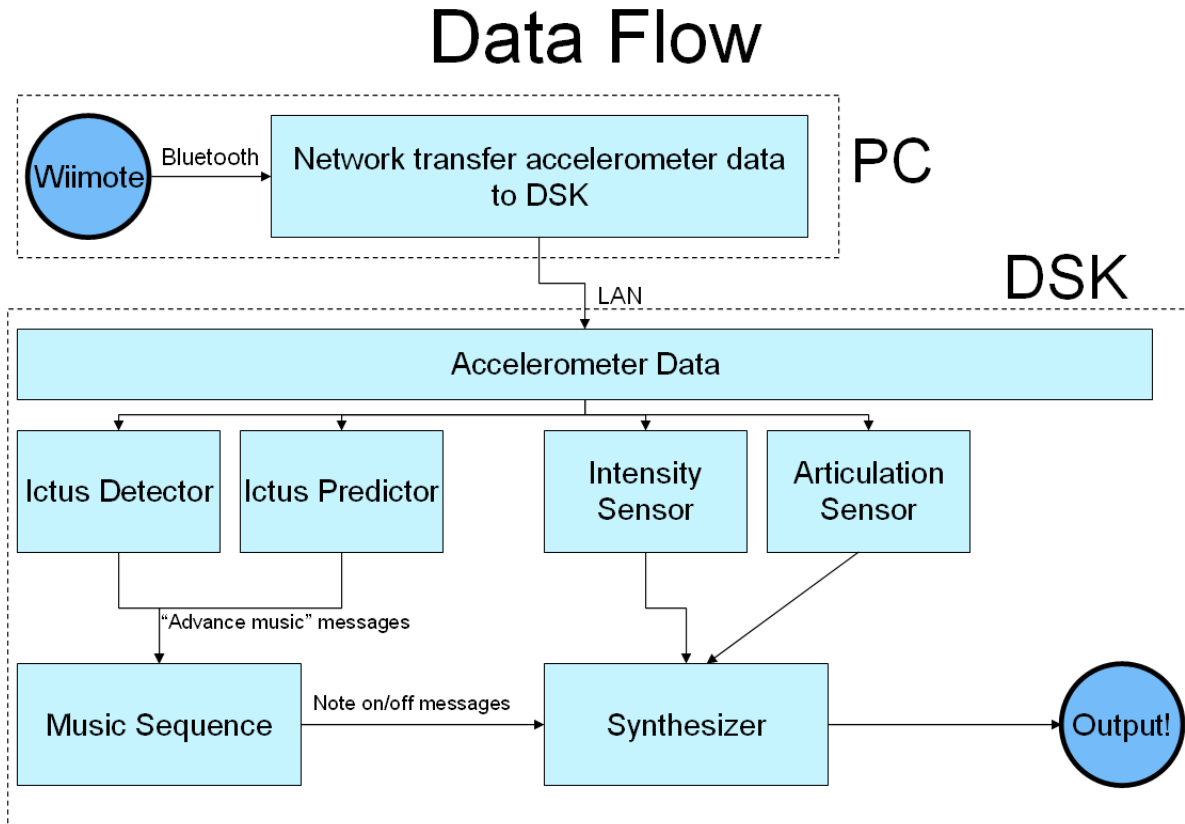 Data Flow
Wiimote
Bluetooth
Network transfer accelerometer data
to DSK
PC
DSK
LAN
Accelerometer Data
Ictus Detector
Ictus Predictor
Intensity
Sensor
Articulation
Sensor
“Advance music” messages
Music Sequence
Note on/off messages
Synthesizer
Output!